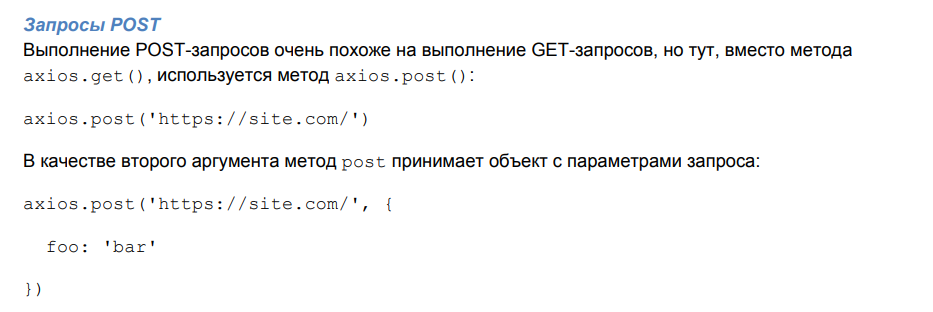 Запросы POST
Выполнение POST-запросов очень похоже на выполнение GET-запросов, но тут, вместо метода
axios.get(), используется метод axios.post():
axios.post('https://site.com/')
В качестве второго аргумента метод post принимает объект с параметрами запроса:
axios.post('https://site.com/', {
  foo: 'bar'
})